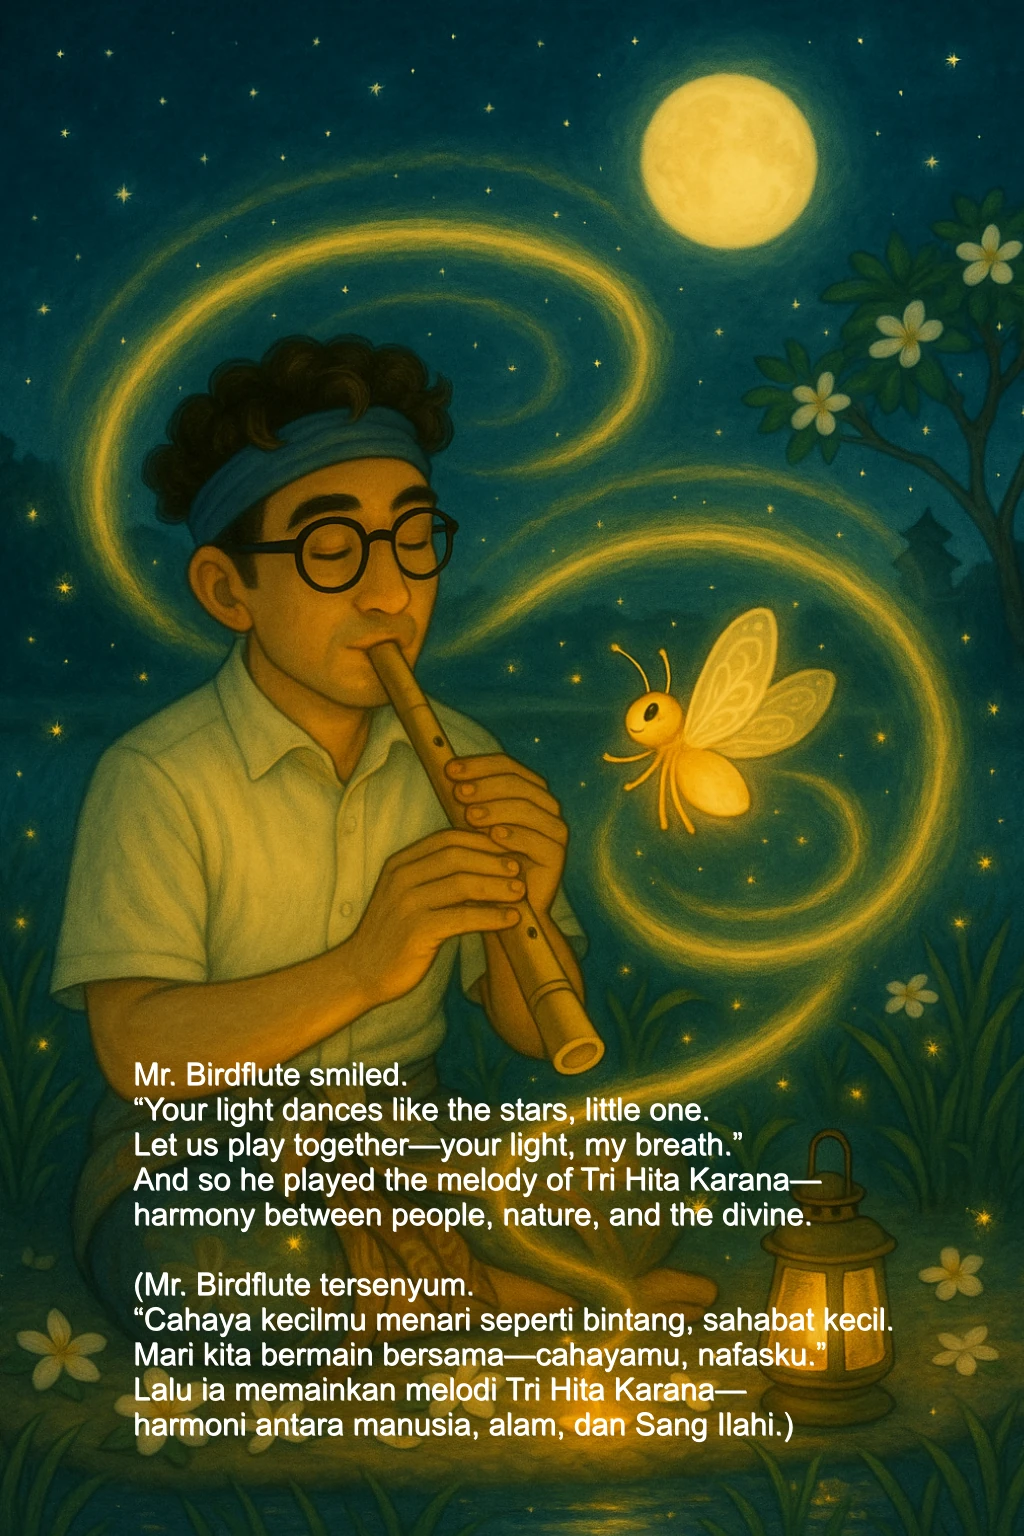 Mr. Birdflute smiled.
“Your light dances like the stars, little one.
Let us play together—your light, my breath.”
And so he played the melody of Tri Hita Karana—
harmony between people, nature, and the divine.
(Mr. Birdflute tersenyum.
“Cahaya kecilmu menari seperti bintang, sahabat kecil.
Mari kita bermain bersama—cahayamu, nafasku.”
Lalu ia memainkan melodi Tri Hita Karana—
harmoni antara manusia, alam, dan Sang Ilahi.)